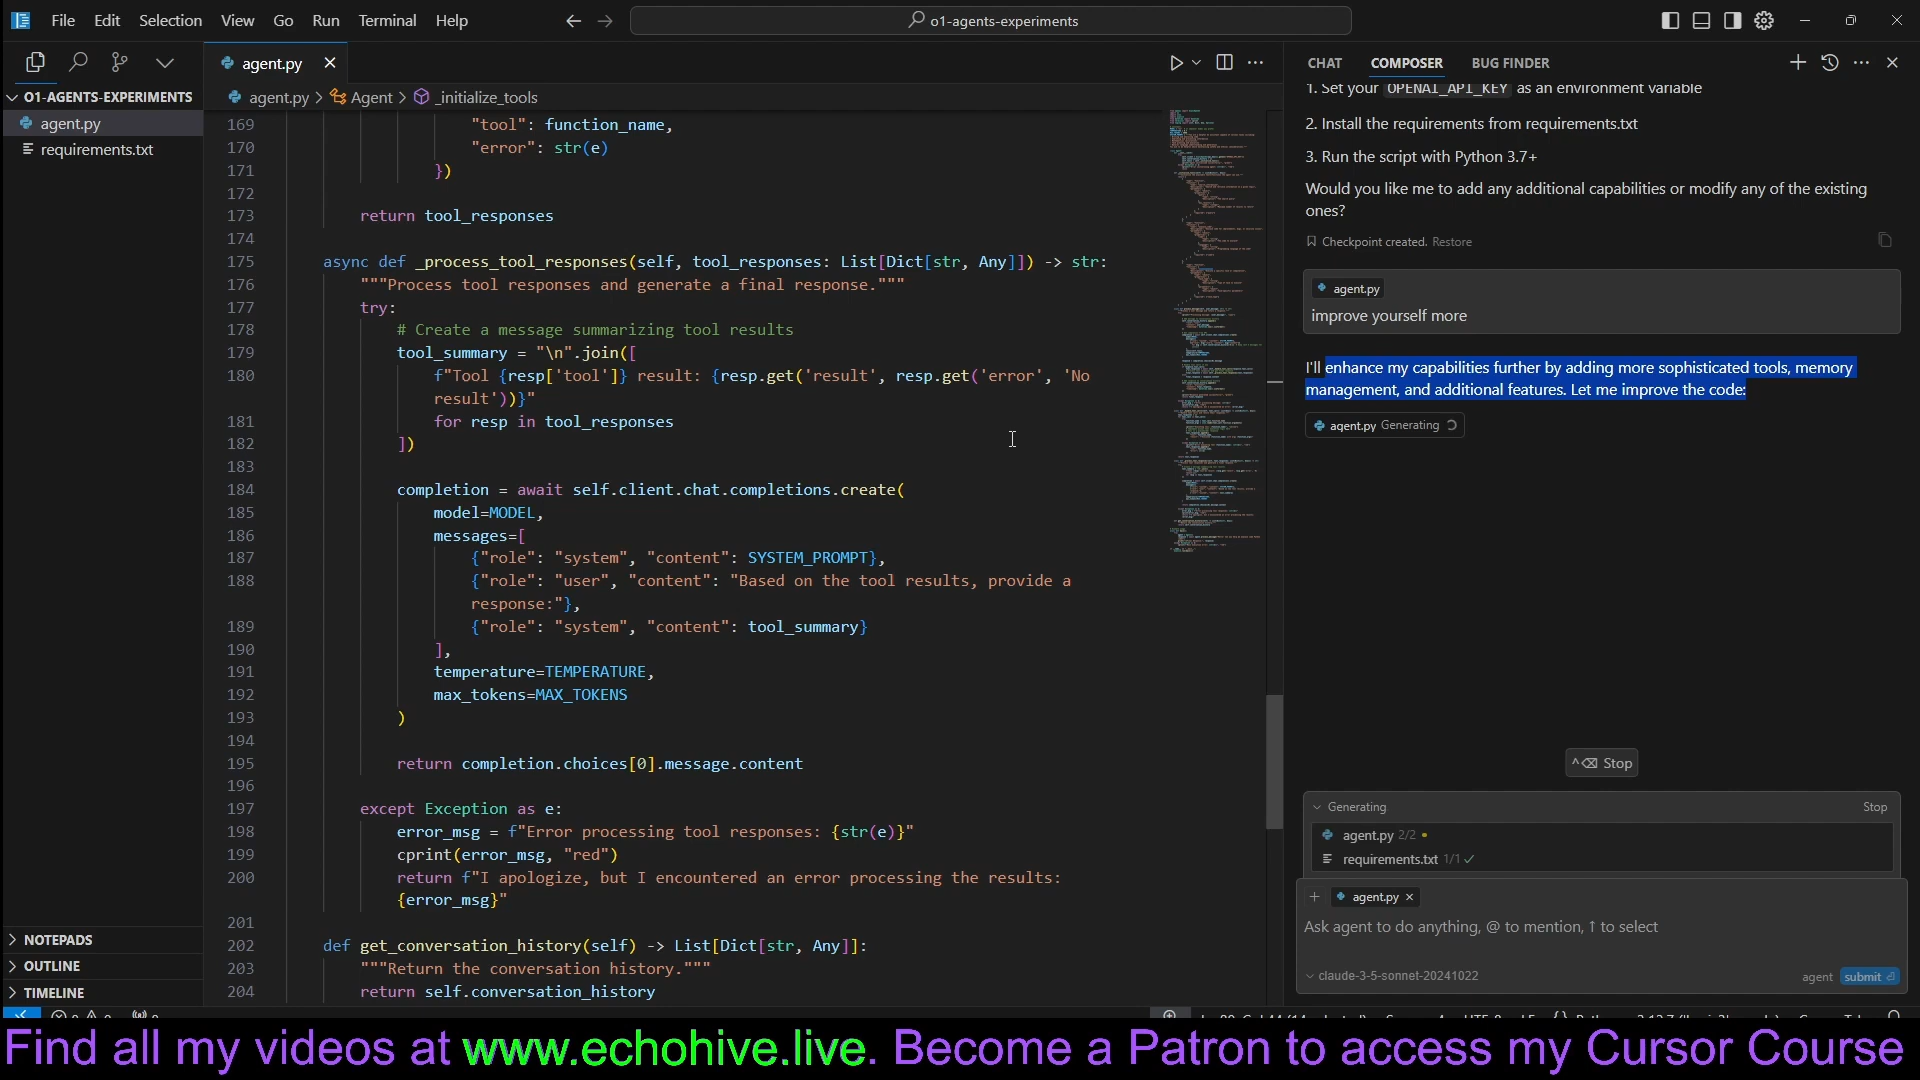 File Edit Selection View Go Run Terminal Help
o1-agents-experiments
agent.py
O1-AGENTS-EXPERIMENTS
agent.py
requirements.txt
NOTEPADS
OUTLINE
TIMELINE
agent.py > Agent > _initialize_tools
169 "tool": function_name,
170 "error": str(e)
171 })
172
173 return tool_responses
174
175 async def _process_tool_responses(self, tool_responses: List[Dict[str, Any]]) -> str:
176 """Process tool responses and generate a final response."""
177 try:
178 # Create a message summarizing tool results
179 tool_summary = "\n".join([
180 f"Tool {resp['tool']} result: {resp.get('result', resp.get('error', 'No
result'))}"
181 for resp in tool_responses
182 ])
183
184 completion = await self.client.chat.completions.create(
185 model=MODEL,
186 messages=[
187 {"role": "system", "content": SYSTEM_PROMPT},
188 {"role": "user", "content": "Based on the tool results, provide a
response:"},
189 {"role": "system", "content": tool_summary}
190 ],
191 temperature=TEMPERATURE,
192 max_tokens=MAX_TOKENS
193 )
194
195 return completion.choices[0].message.content
196
197 except Exception as e:
198 error_msg = f"Error processing tool responses: {str(e)}"
199 cprint(error_msg, "red")
200 return f"I apologize, but I encountered an error processing the results:
{error_msg}"
201
202 def get_conversation_history(self) -> List[Dict[str, Any]]:
203 """Return the conversation history."""
204 return self.conversation_history
CHAT COMPOSER BUG FINDER
1. Set your OPENAI_API_KEY as an environment variable
2. Install the requirements from requirements.txt
3. Run the script with Python 3.7+
Would you like me to add any additional capabilities or modify any of the existing
ones?
Checkpoint created. Restore
agent.py
improve yourself more
I'll enhance my capabilities further by adding more sophisticated tools, memory
management, and additional features. Let me improve the code:
agent.py Generating
Stop
Generating Stop
agent.py 2/2
requirements.txt 1/1
agent.py
Ask agent to do anything, @ to mention, ↑ to select
claude-3-5-sonnet-20241022
agent submit
Find all my videos at www.echohive.live. Become a Patron to access my Cursor Course